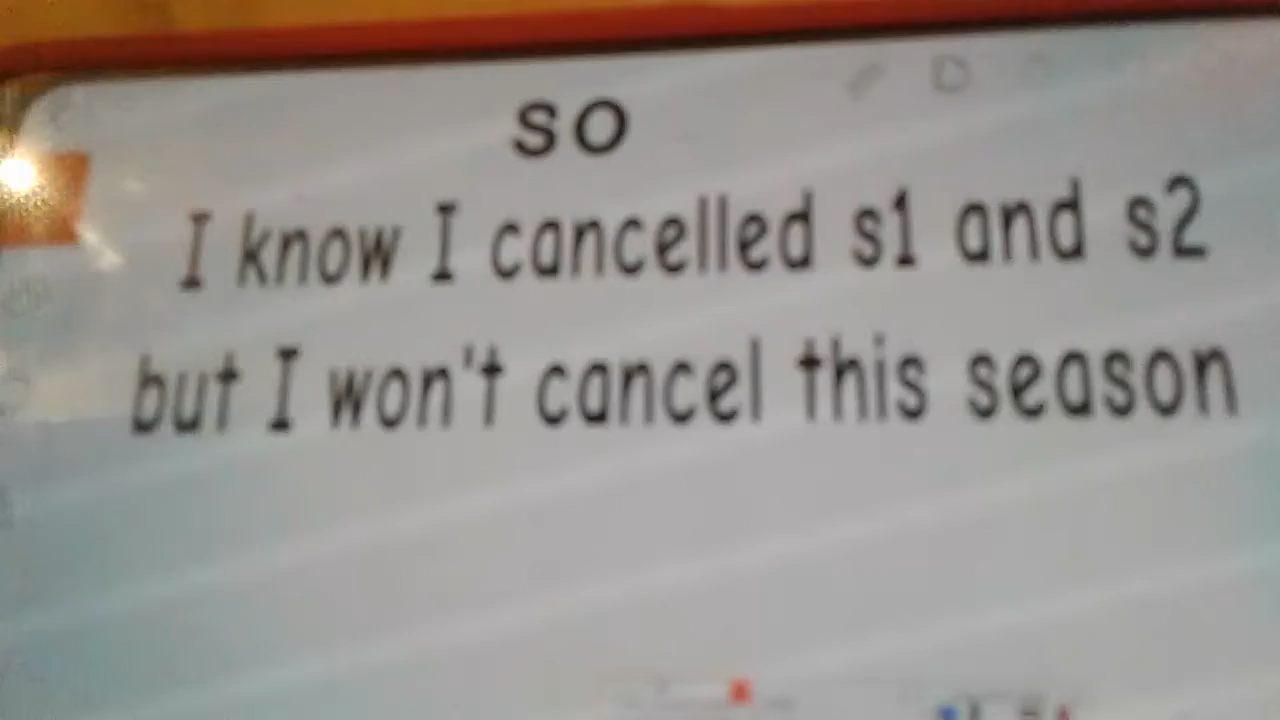 so
I know I cancelled s1 and s2
but I won't cancel this season